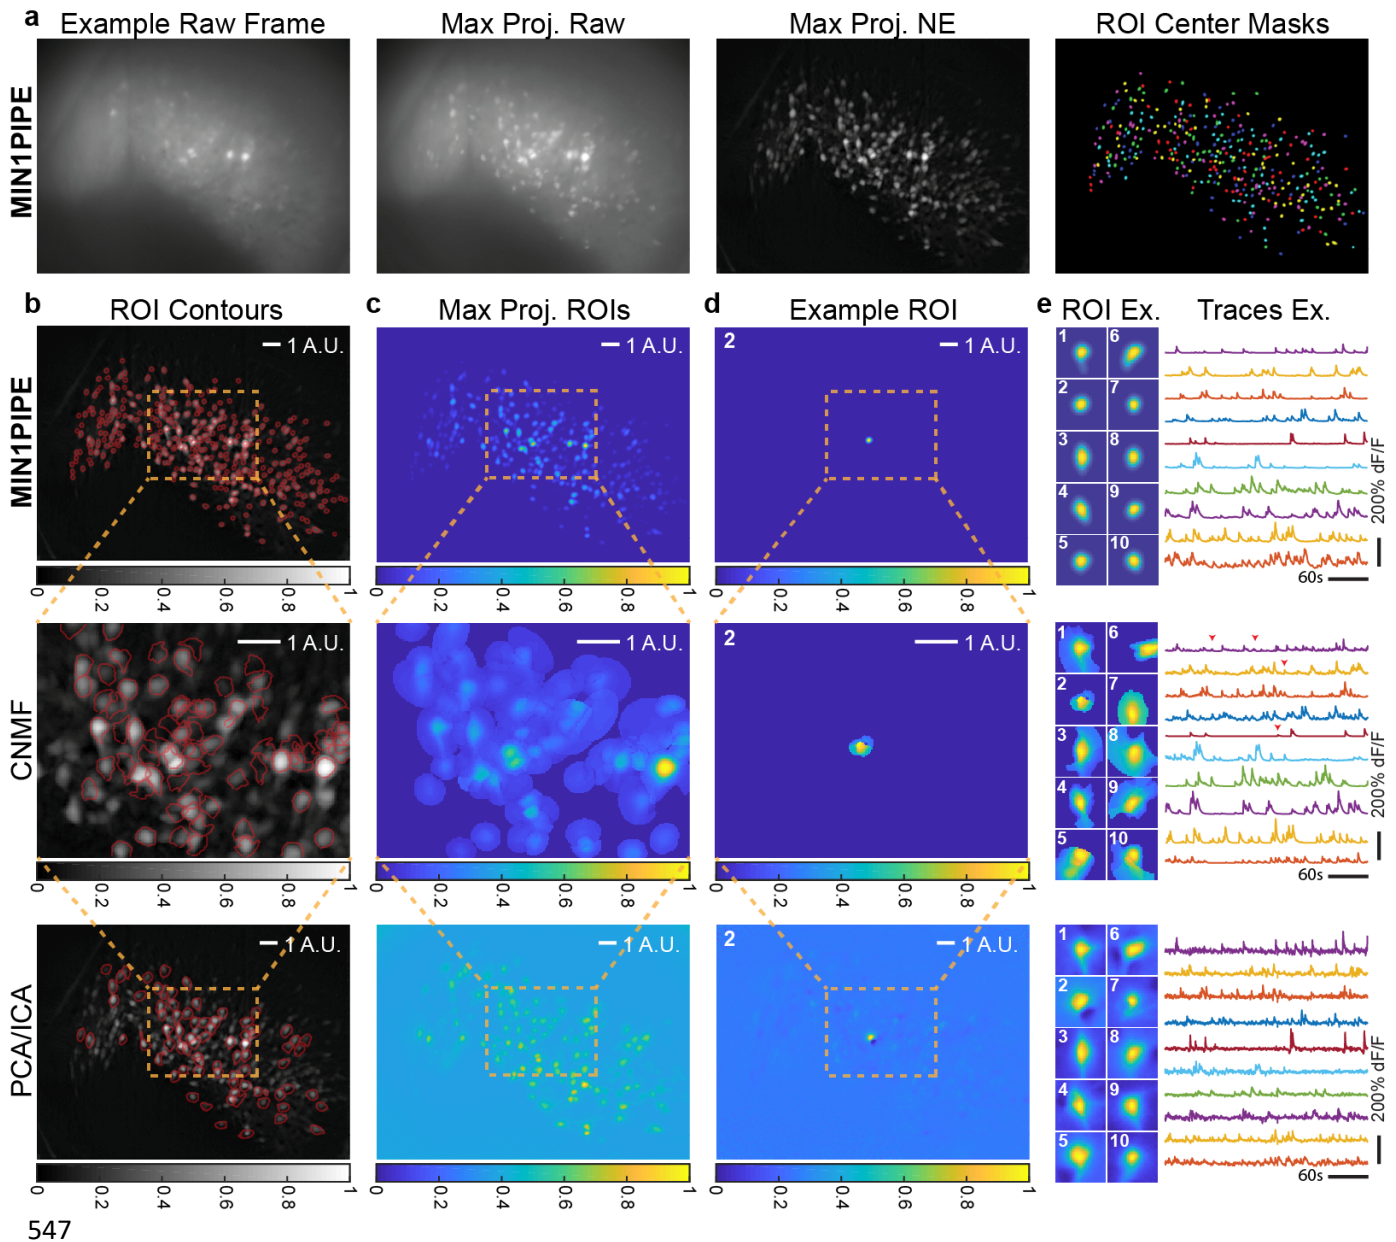 a
Example Raw Frame
Max Proj. Raw
Max Proj. NE
ROI Center Masks
MIN1PIPE
b
ROI Contours
c
Max Proj. ROIs
d
Example ROI
e
ROI Ex.
Traces Ex.
MIN1PIPE
1 A.U.
1 A.U.
2
1 A.U.
1 6
2 7
3 8
4 9
5 10
200% dF/F
60s
0 0.2 0.4 0.6 0.8 1
0 0.2 0.4 0.6 0.8 1
0 0.2 0.4 0.6 0.8 1
CNMF
1 A.U.
1 A.U.
2
1 A.U.
1 6
2 7
3 8
4 9
5 10
200% dF/F
60s
0 0.2 0.4 0.6 0.8 1
0 0.2 0.4 0.6 0.8 1
0 0.2 0.4 0.6 0.8 1
PCA/ICA
1 A.U.
1 A.U.
2
1 A.U.
1 6
2 7
3 8
4 9
5 10
200% dF/F
60s
0 0.2 0.4 0.6 0.8 1
0 0.2 0.4 0.6 0.8 1
0 0.2 0.4 0.6 0.8 1
547